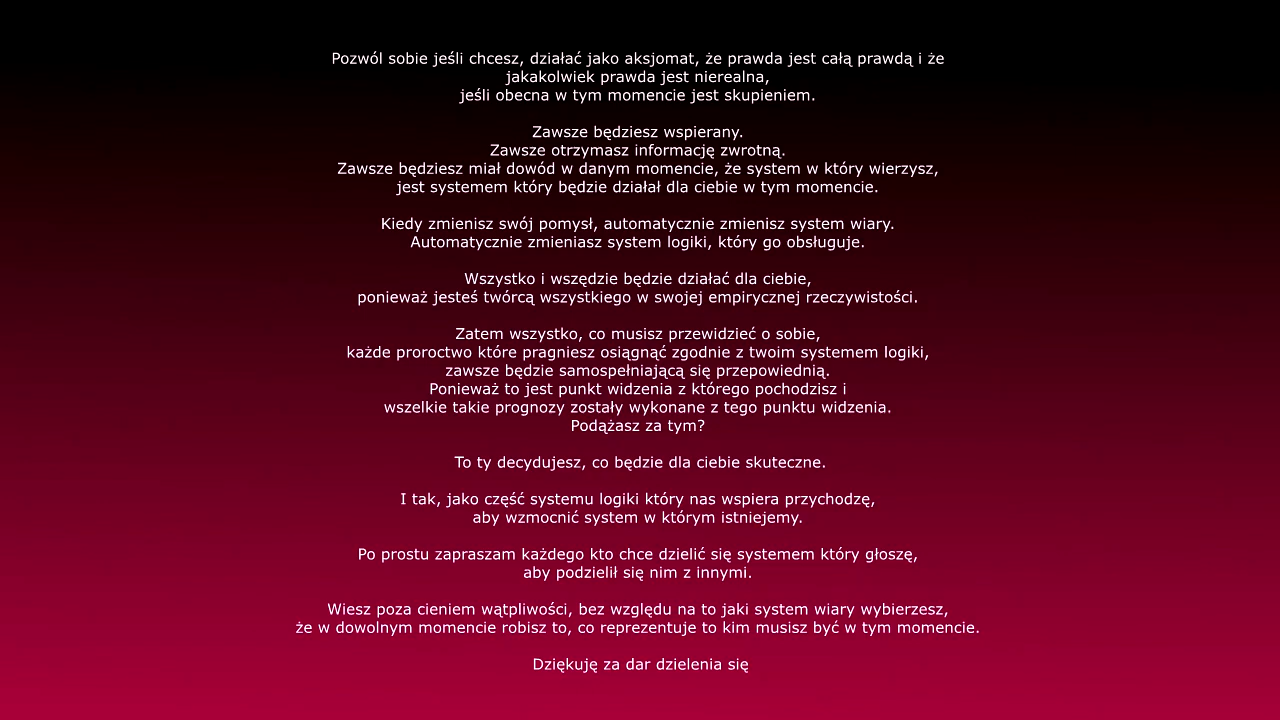 Pozwól sobie jeśli chcesz, działać jako aksjomat, że prawda jest całą prawdą i że
jakakolwiek prawda jest nierealna,
jeśli obecna w tym momencie jest skupieniem.
Zawsze będziesz wspierany.
Zawsze otrzymasz informację zwrotną.
Zawsze będziesz miał dowód w danym momencie, że system w który wierzysz,
jest systemem który będzie działał dla ciebie w tym momencie.
Kiedy zmienisz swój pomysł, automatycznie zmienisz system wiary.
Automatycznie zmieniasz system logiki, który go obsługuje.
Wszystko i wszędzie będzie działać dla ciebie,
ponieważ jesteś twórcą wszystkiego w swojej empirycznej rzeczywistości.
Zatem wszystko, co musisz przewidzieć o sobie,
każde proroctwo które pragniesz osiągnąć zgodnie z twoim systemem logiki,
zawsze będzie samospełniającą się przepowiednią.
Ponieważ to jest punkt widzenia z którego pochodzisz i
wszelkie takie prognozy zostały wykonane z tego punktu widzenia.
Podążasz za tym?
To ty decydujesz, co będzie dla ciebie skuteczne.
I tak, jako część systemu logiki który nas wspiera przychodzę,
aby wzmocnić system w którym istniejemy.
Po prostu zapraszam każdego kto chce dzielić się systemem który głoszę,
aby podzielił się nim z innymi.
Wiesz poza cieniem wątpliwości, bez względu na to jaki system wiary wybierzesz,
że w dowolnym momencie robisz to, co reprezentuje to kim musisz być w tym momencie.
Dziękuję za dar dzielenia się